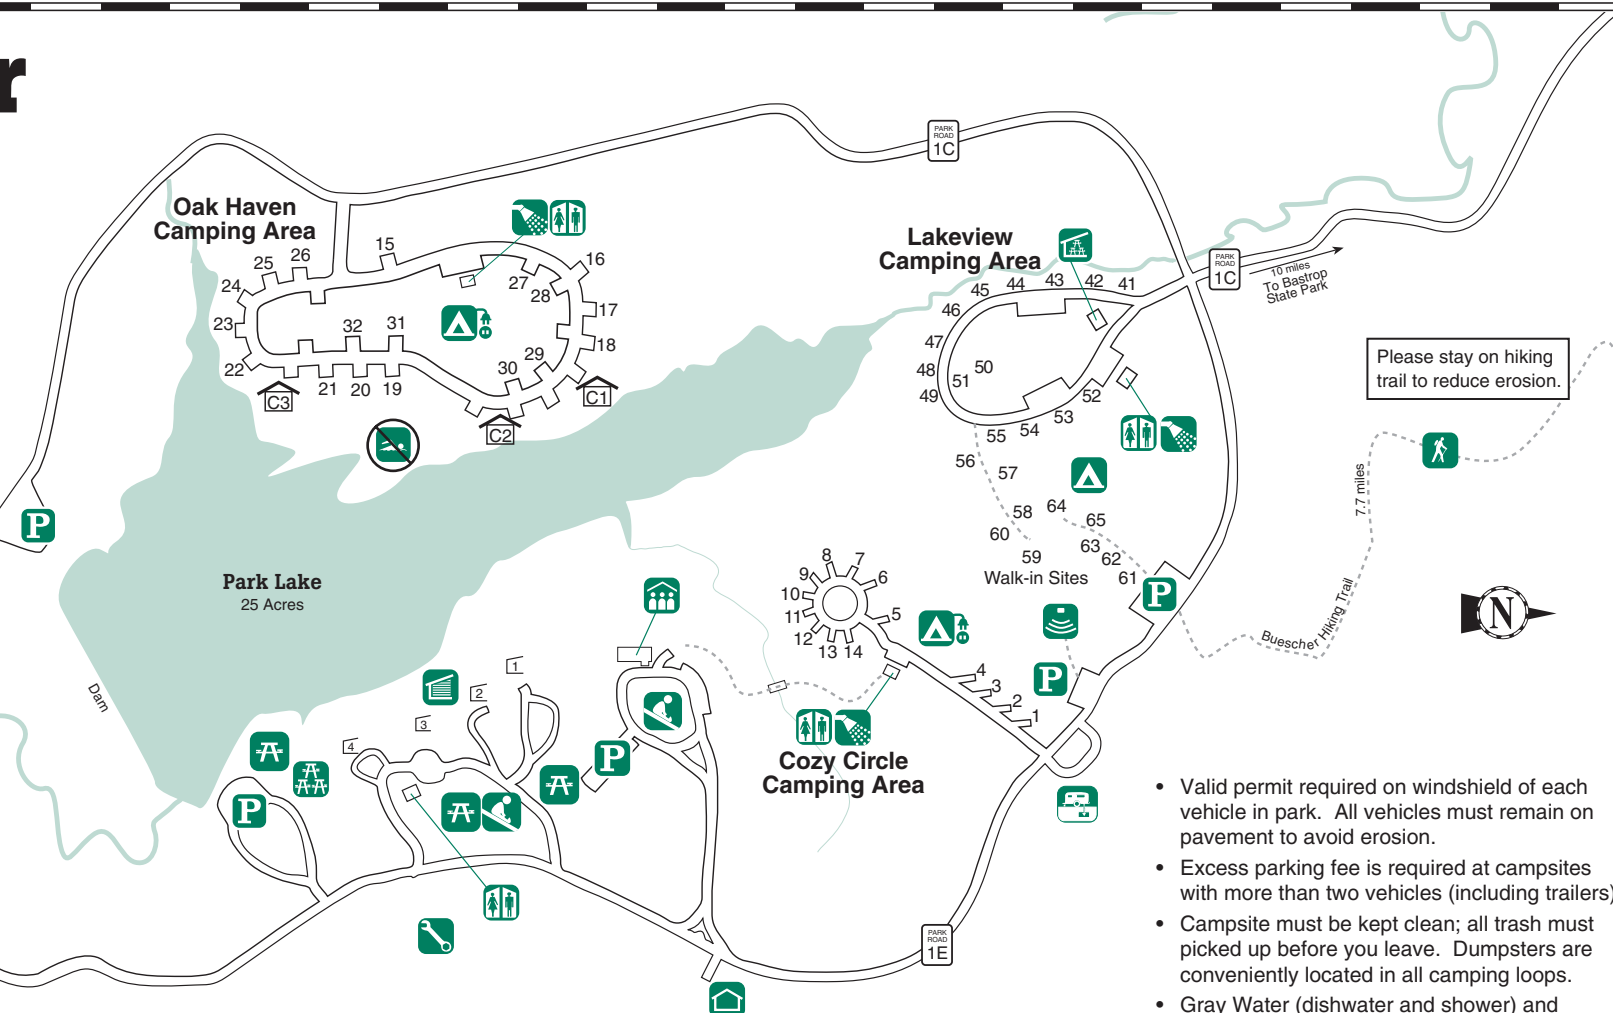 r
PARK
ROAD
1C
Oak Haven
Camping Area
15
16
17
18
19
20
21
22
23
24
25
26
27
28
29
30
31
32
C1
C2
C3
Lakeview
Camping Area
41
42
43
44
45
46
47
48
49
50
51
52
53
54
55
56
57
58
59
60
61
62
63
64
65
Walk-in Sites
PARK
ROAD
1C
10 miles
To Bastrop
State Park
Please stay on hiking
trail to reduce erosion.
7.7 miles
Buescher Hiking Trail
N
P
Park Lake
25 Acres
Dam
1
2
3
4
P
P
P
P
Cozy Circle
Camping Area
1
2
3
4
5
6
7
8
9
10
11
12
13
14
PARK
ROAD
1E
• Valid permit required on windshield of each
vehicle in park. All vehicles must remain on
pavement to avoid erosion.
• Excess parking fee is required at campsites
with more than two vehicles (including trailers)
• Campsite must be kept clean; all trash must
picked up before you leave. Dumpsters are
conveniently located in all camping loops.
• Gray Water (dishwater and shower) and